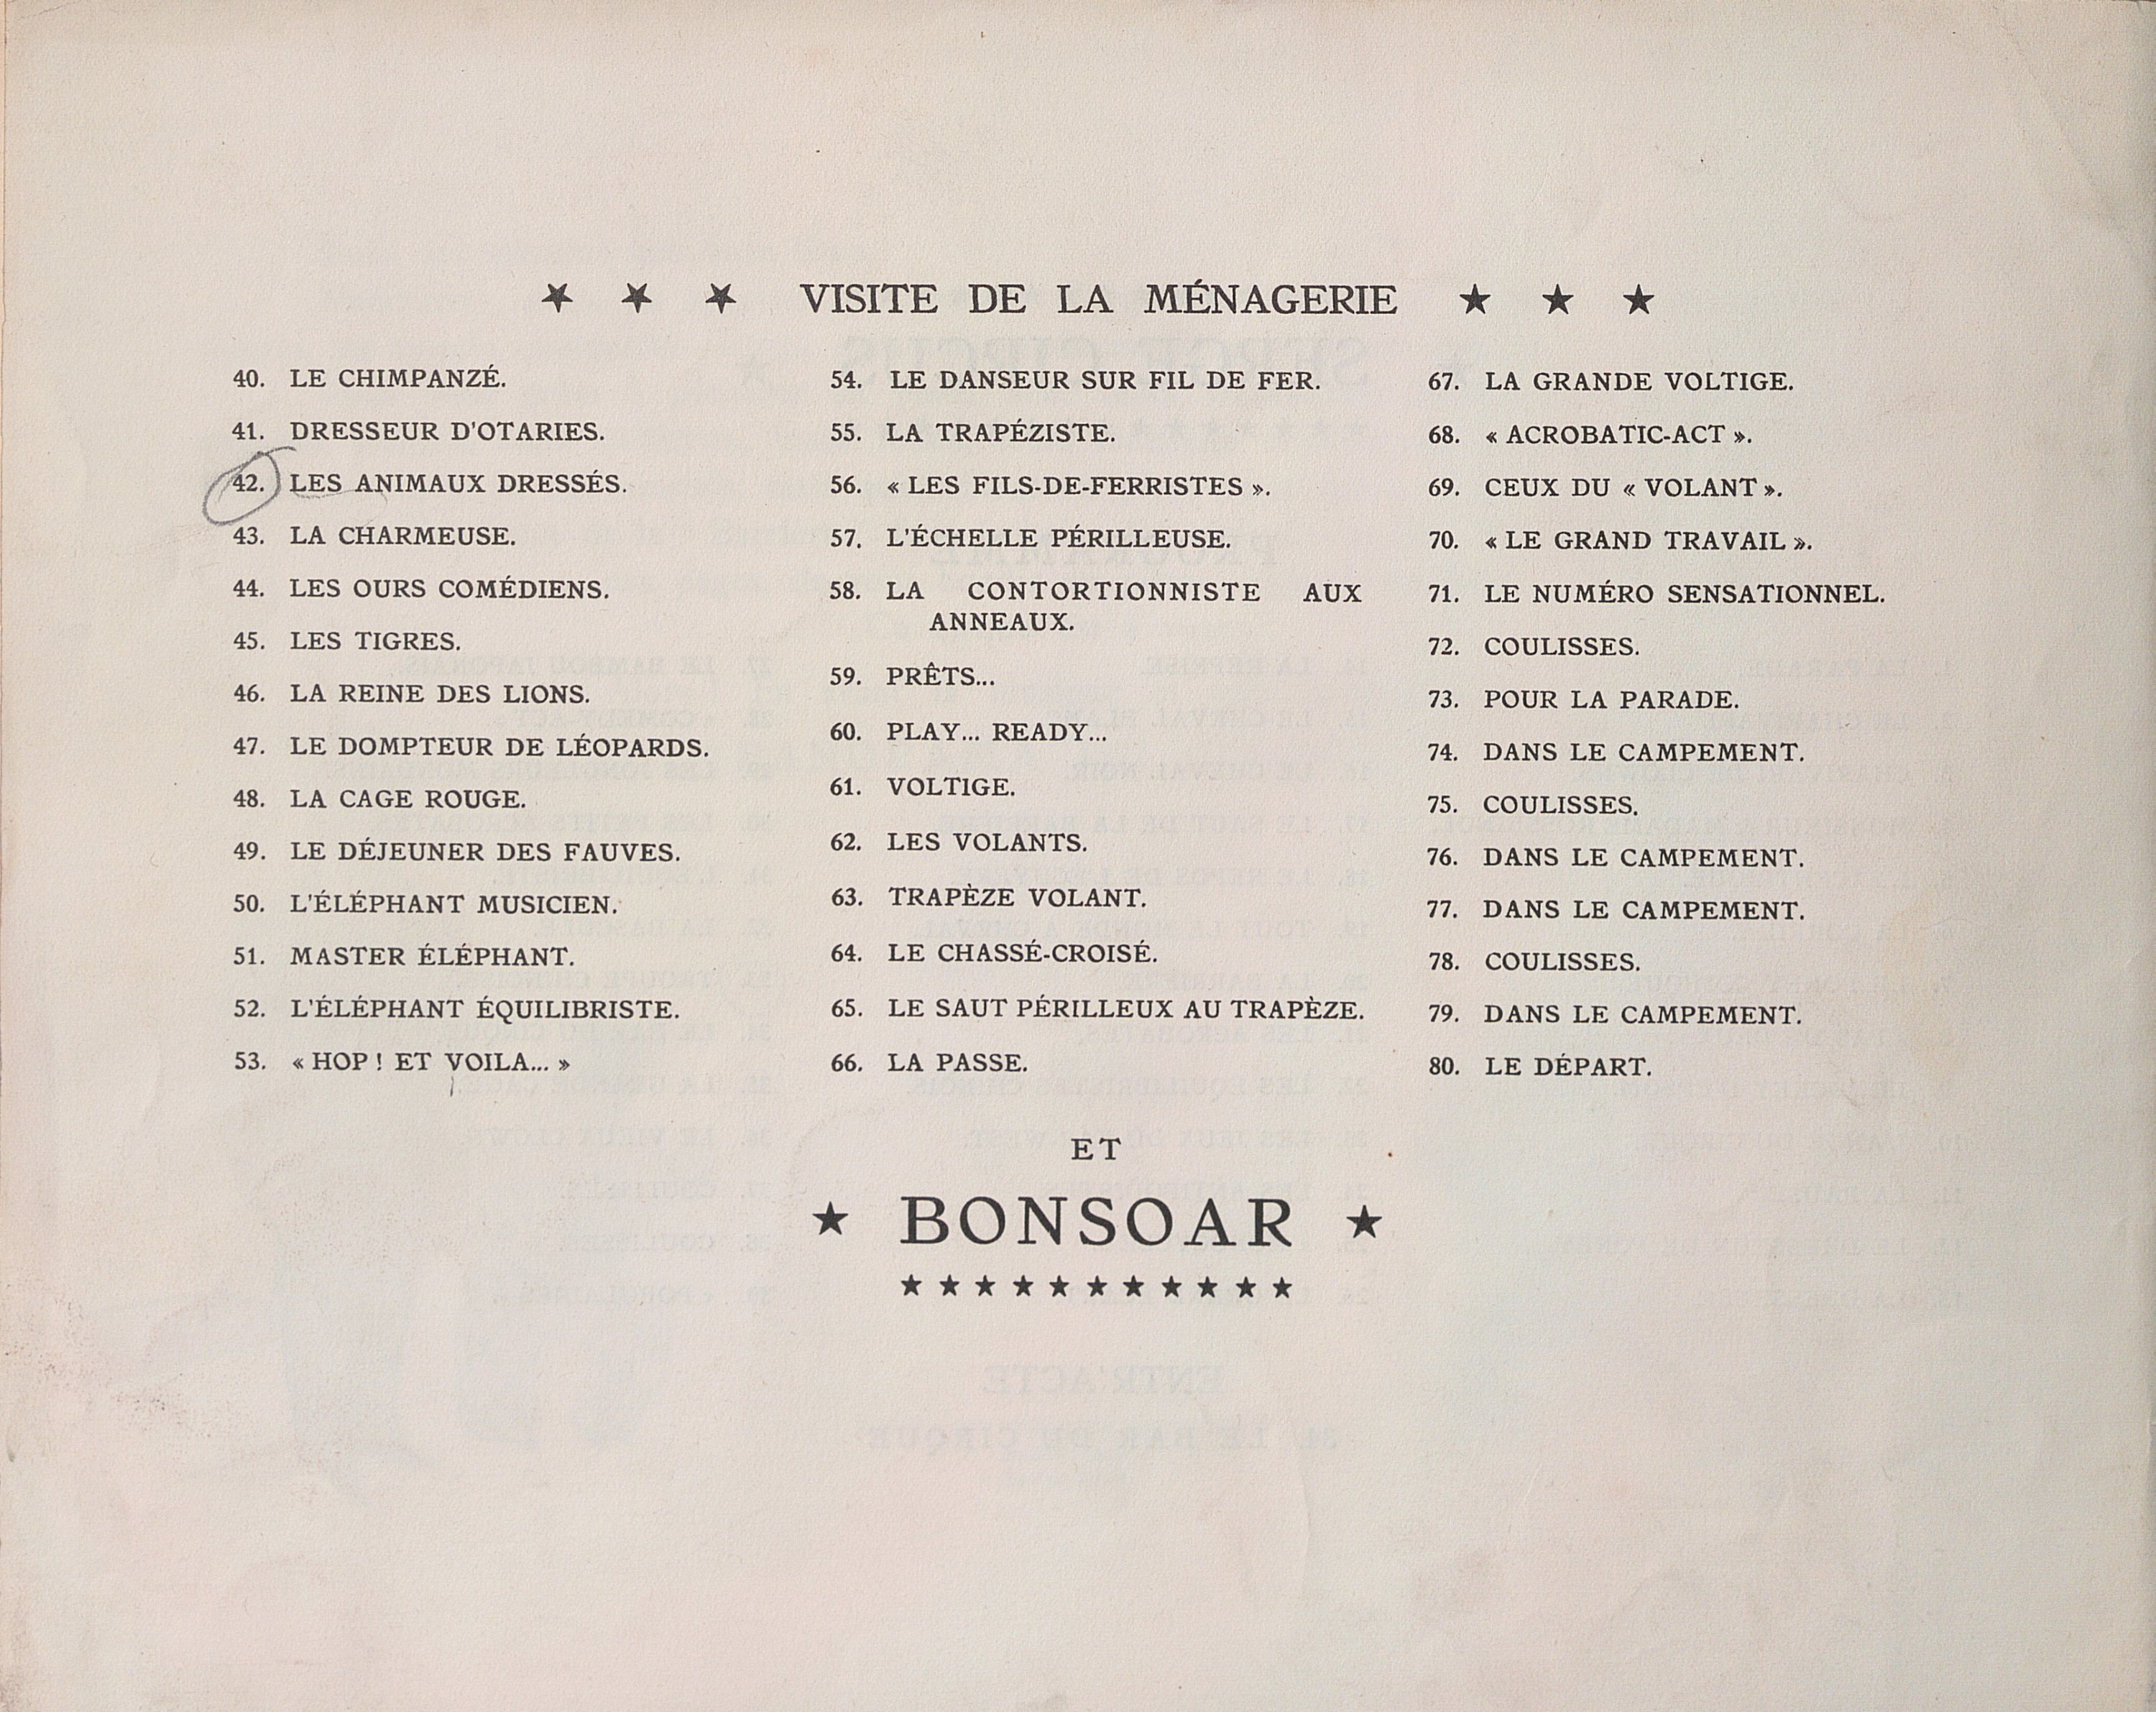 ★ ★ ★ VISITE DE LA MÉNAGERIE ★ ★ ★
40. LE CHIMPANZÉ.
41. DRESSEUR D'OTARIES.
42. LES ANIMAUX DRESSÉS.
43. LA CHARMEUSE.
44. LES OURS COMÉDIENS.
45. LES TIGRES.
46. LA REINE DES LIONS.
47. LE DOMPTEUR DE LÉOPARDS.
48. LA CAGE ROUGE.
49. LE DÉJEUNER DES FAUVES.
50. L'ÉLÉPHANT MUSICIEN.
51. MASTER ÉLÉPHANT.
52. L'ÉLÉPHANT ÉQUILIBRISTE.
53. « HOP ! ET VOILA... »
54. LE DANSEUR SUR FIL DE FER.
55. LA TRAPÉZISTE.
56. « LES FILS-DE-FERRISTES ».
57. L'ÉCHELLE PÉRILLEUSE.
58. LA CONTORTIONNISTE AUX
ANNEAUX.
59. PRÊTS...
60. PLAY... READY...
61. VOLTIGE.
62. LES VOLANTS.
63. TRAPÈZE VOLANT.
64. LE CHASSÉ-CROISÉ.
65. LE SAUT PÉRILLEUX AU TRAPÈZE.
66. LA PASSE.
67. LA GRANDE VOLTIGE.
68. « ACROBATIC-ACT ».
69. CEUX DU « VOLANT ».
70. « LE GRAND TRAVAIL ».
71. LE NUMÉRO SENSATIONNEL.
72. COULISSES.
73. POUR LA PARADE.
74. DANS LE CAMPEMENT.
75. COULISSES.
76. DANS LE CAMPEMENT.
77. DANS LE CAMPEMENT.
78. COULISSES.
79. DANS LE CAMPEMENT.
80. LE DÉPART.
ET
★ BONSOAR ★
★ ★ ★ ★ ★ ★ ★ ★ ★ ★ ★